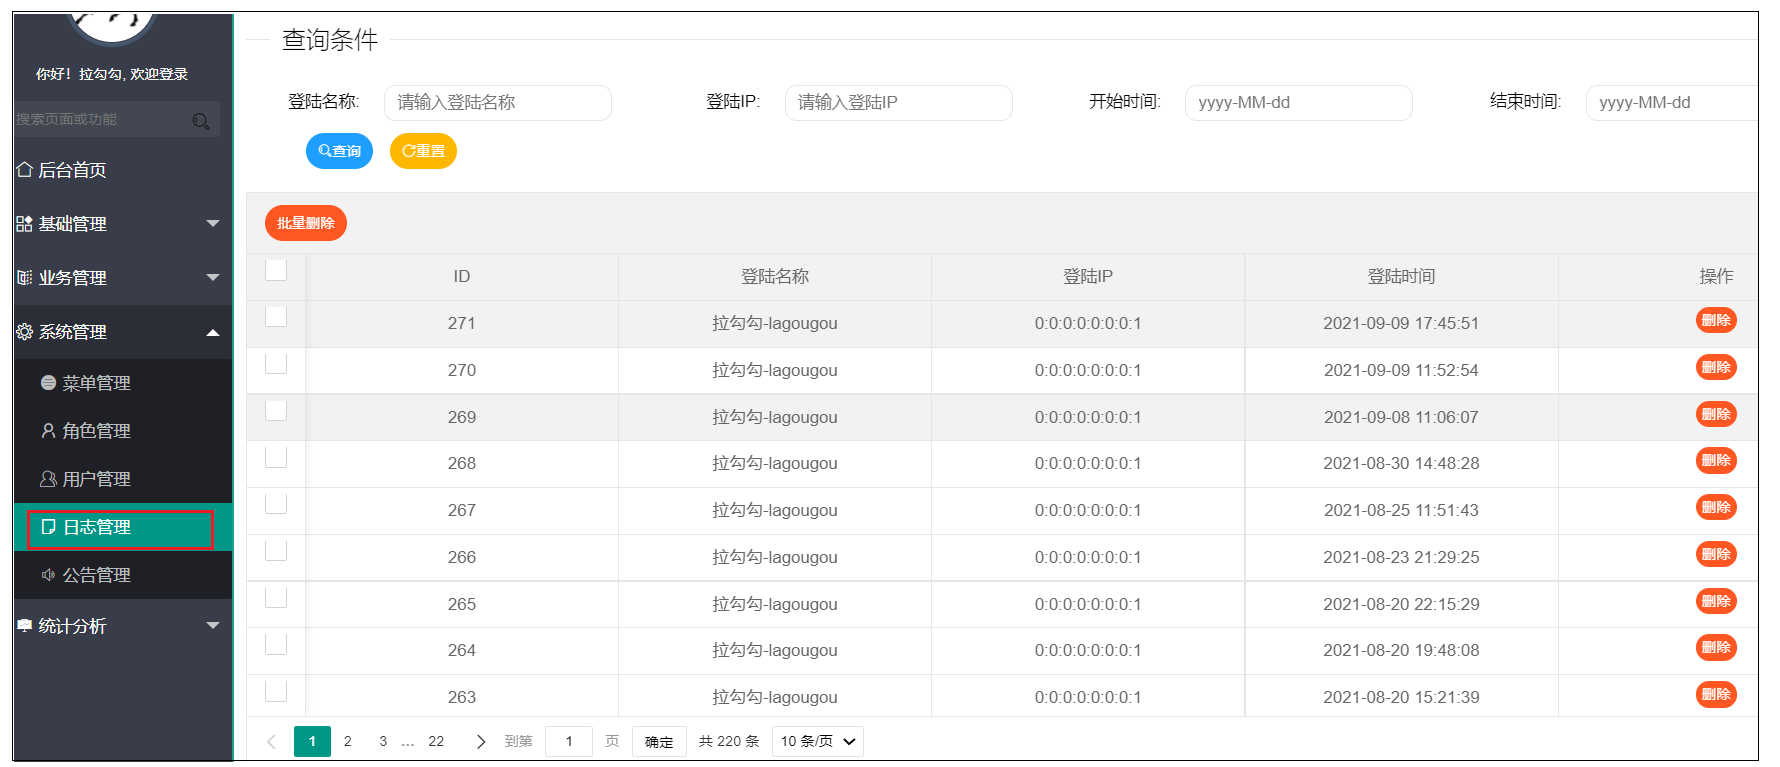 你好！拉勾勾, 欢迎登录
搜索页面或功能
后台首页
基础管理
业务管理
系统管理
菜单管理
角色管理
用户管理
日志管理
公告管理
统计分析
查询条件
登陆名称: 请输入登陆名称 登陆IP: 请输入登陆IP 开始时间: yyyy-MM-dd 结束时间: yyyy-MM-dd
查询 重置
批量删除
ID 登陆名称 登陆IP 登陆时间 操作
271 拉勾勾-lagougou 0:0:0:0:0:0:0:1 2021-09-09 17:45:51 删除
270 拉勾勾-lagougou 0:0:0:0:0:0:0:1 2021-09-09 11:52:54 删除
269 拉勾勾-lagougou 0:0:0:0:0:0:0:1 2021-09-08 11:06:07 删除
268 拉勾勾-lagougou 0:0:0:0:0:0:0:1 2021-08-30 14:48:28 删除
267 拉勾勾-lagougou 0:0:0:0:0:0:0:1 2021-08-25 11:51:43 删除
266 拉勾勾-lagougou 0:0:0:0:0:0:0:1 2021-08-23 21:29:25 删除
265 拉勾勾-lagougou 0:0:0:0:0:0:0:1 2021-08-20 22:15:29 删除
264 拉勾勾-lagougou 0:0:0:0:0:0:0:1 2021-08-20 19:48:08 删除
263 拉勾勾-lagougou 0:0:0:0:0:0:0:1 2021-08-20 15:21:39 删除
1 2 3 ... 22 到第 1 页 确定 共 220 条 10 条/页